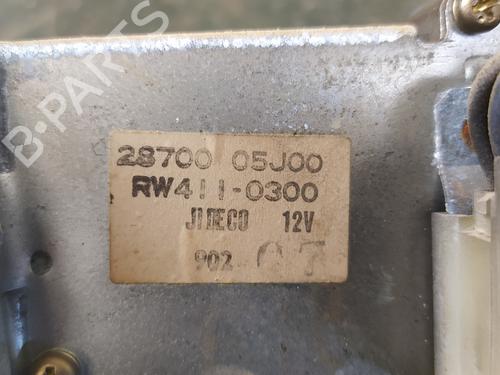 B-PARTS
28700 05J00
RW411-0300
JIDECO 12V
902 07